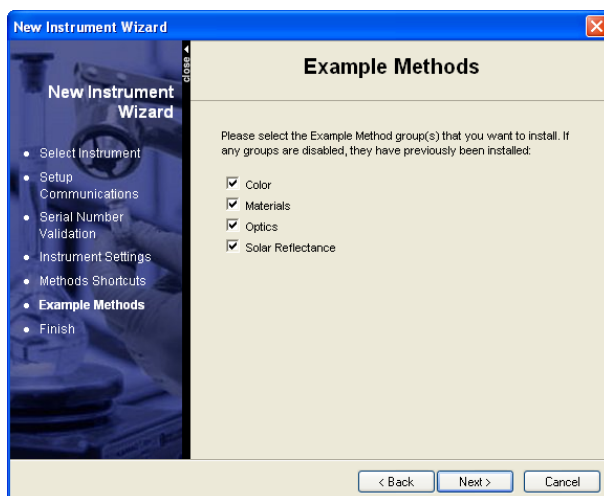 New Instrument Wizard
close
Example Methods
New Instrument
Wizard
Select Instrument
Setup
Communications
Serial Number
Validation
Instrument Settings
Methods Shortcuts
Example Methods
Finish
Please select the Example Method group(s) that you want to install. If
any groups are disabled, they have previously been installed:
Color
Materials
Optics
Solar Reflectance
< Back
Next >
Cancel